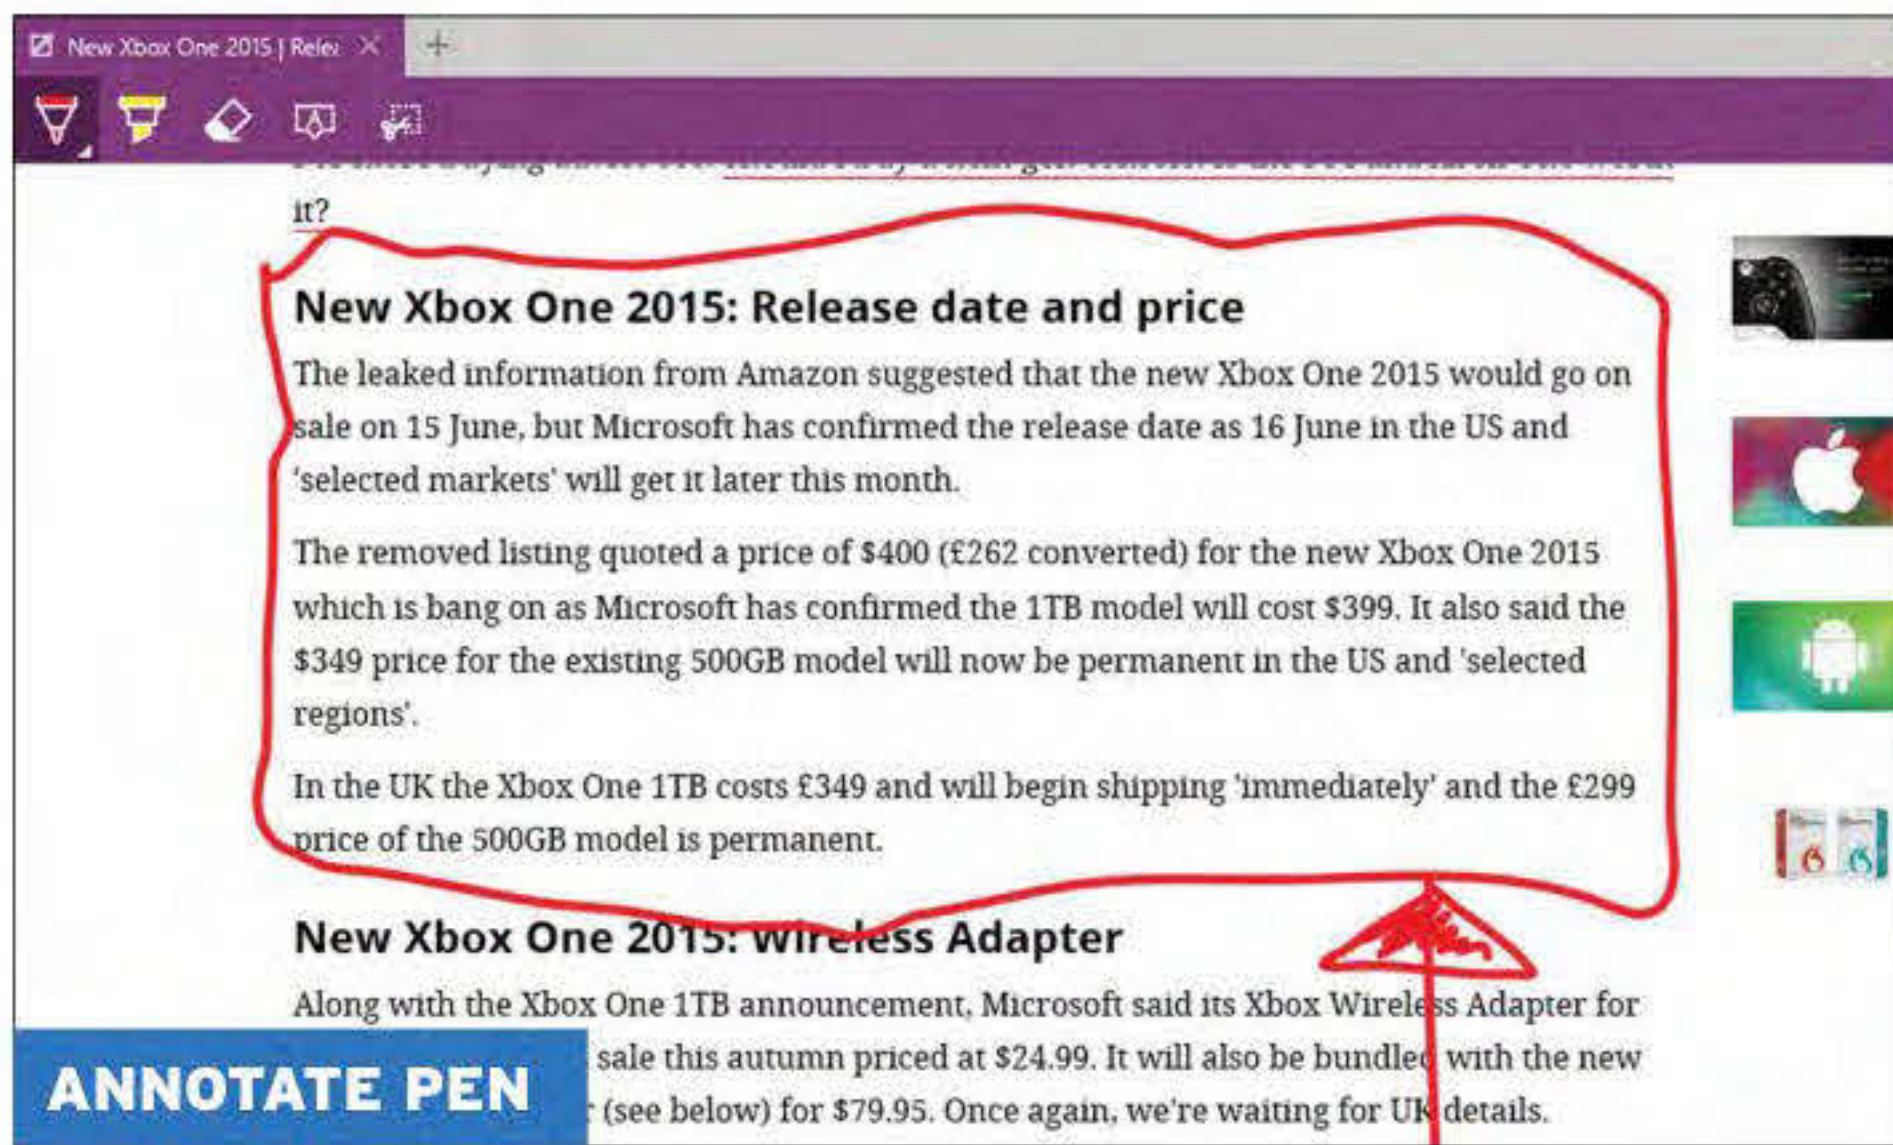 New Xbox One 2015 | Relea
it?
New Xbox One 2015: Release date and price
The leaked information from Amazon suggested that the new Xbox One 2015 would go on
sale on 15 June, but Microsoft has confirmed the release date as 16 June in the US and
'selected markets' will get it later this month.
The removed listing quoted a price of $400 (£262 converted) for the new Xbox One 2015
which is bang on as Microsoft has confirmed the 1TB model will cost $399. It also said the
$349 price for the existing 500GB model will now be permanent in the US and 'selected
regions'.
In the UK the Xbox One 1TB costs £349 and will begin shipping 'immediately' and the £299
price of the 500GB model is permanent.
New Xbox One 2015: Wireless Adapter
Along with the Xbox One 1TB announcement, Microsoft said its Xbox Wireless Adapter for
sale this autumn priced at $24.99. It will also be bundled with the new
(see below) for $79.95. Once again, we're waiting for UK details.
ANNOTATE PEN